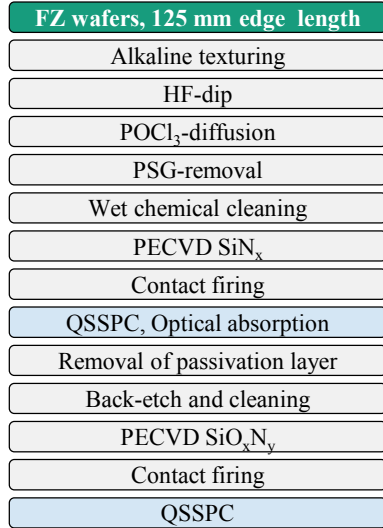 FZ wafers, 125 mm edge length
Alkaline texturing
HF-dip
POCl₃-diffusion
PSG-removal
Wet chemical cleaning
PECVD SiNₓ
Contact firing
QSSPC, Optical absorption
Removal of passivation layer
Back-etch and cleaning
PECVD SiOₓNᵧ
Contact firing
QSSPC